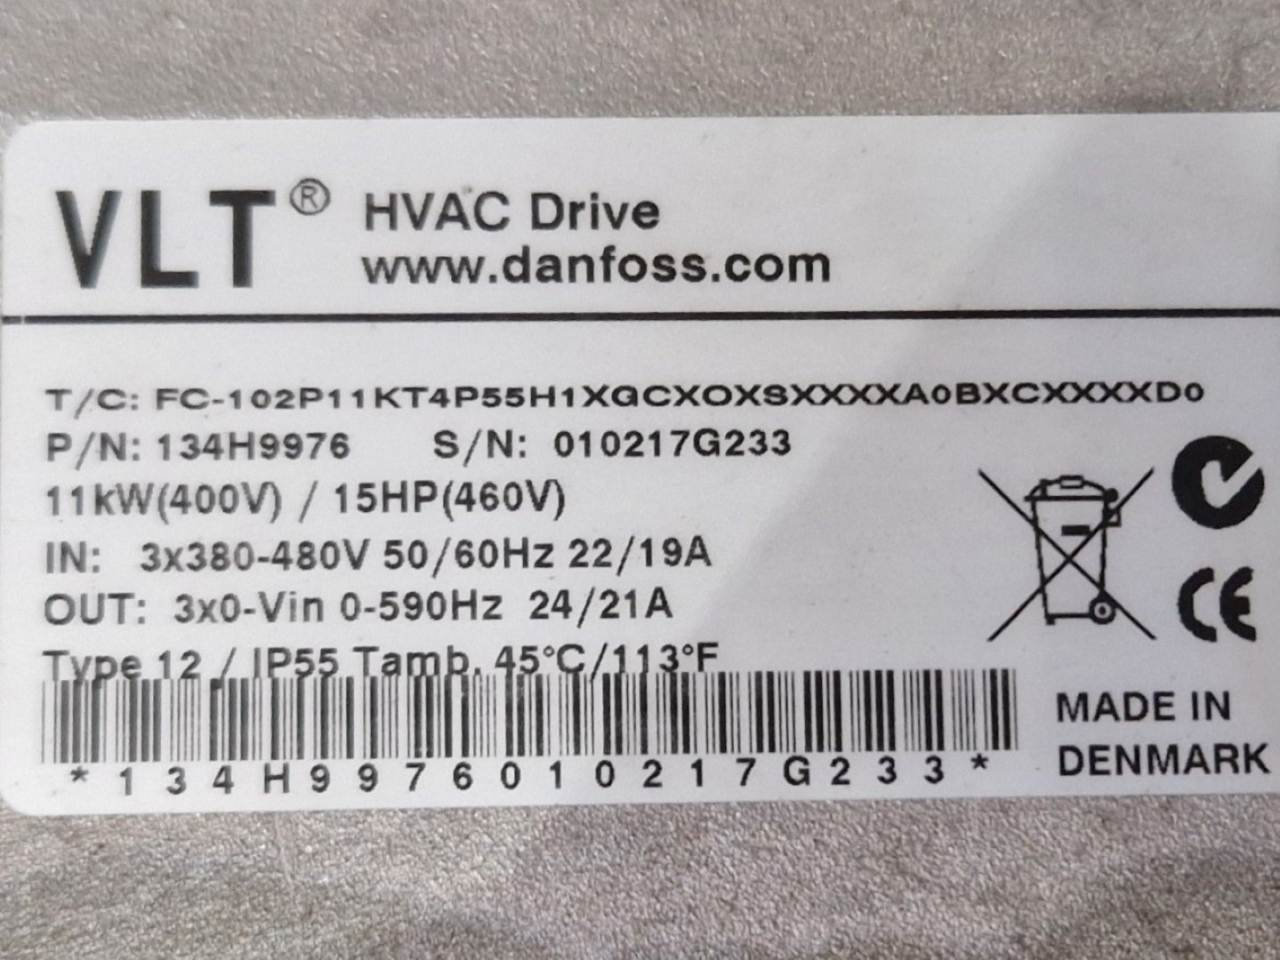 VLT® HVAC Drive
www.danfoss.com
T/C: FC-102P11KT4P55H1XGCXOXSXXXXA0BXCXXXXD0
P/N: 134H9976 S/N: 010217G233
11kW(400V) / 15HP(460V)
IN: 3x380-480V 50/60Hz 22/19A
OUT: 3x0-Vin 0-590Hz 24/21A
Type 12 / IP55 Tamb. 45°C/113°F
*134H9976010217G233*
CE
MADE IN
DENMARK